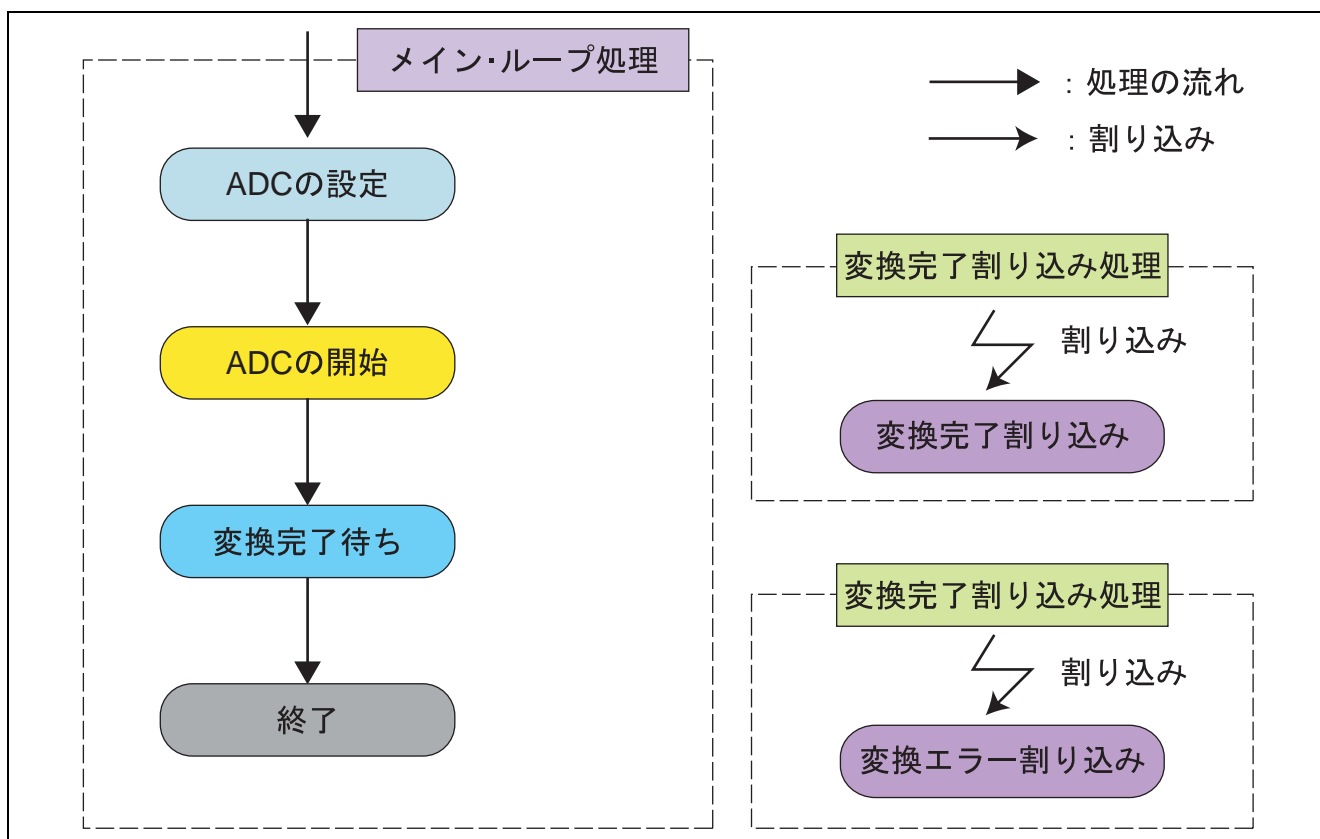 メイン・ループ処理
ADCの設定
ADCの開始
変換完了待ち
終了
: 処理の流れ
: 割り込み
変換完了割り込み処理
割り込み
変換完了割り込み
変換完了割り込み処理
割り込み
変換エラー割り込み